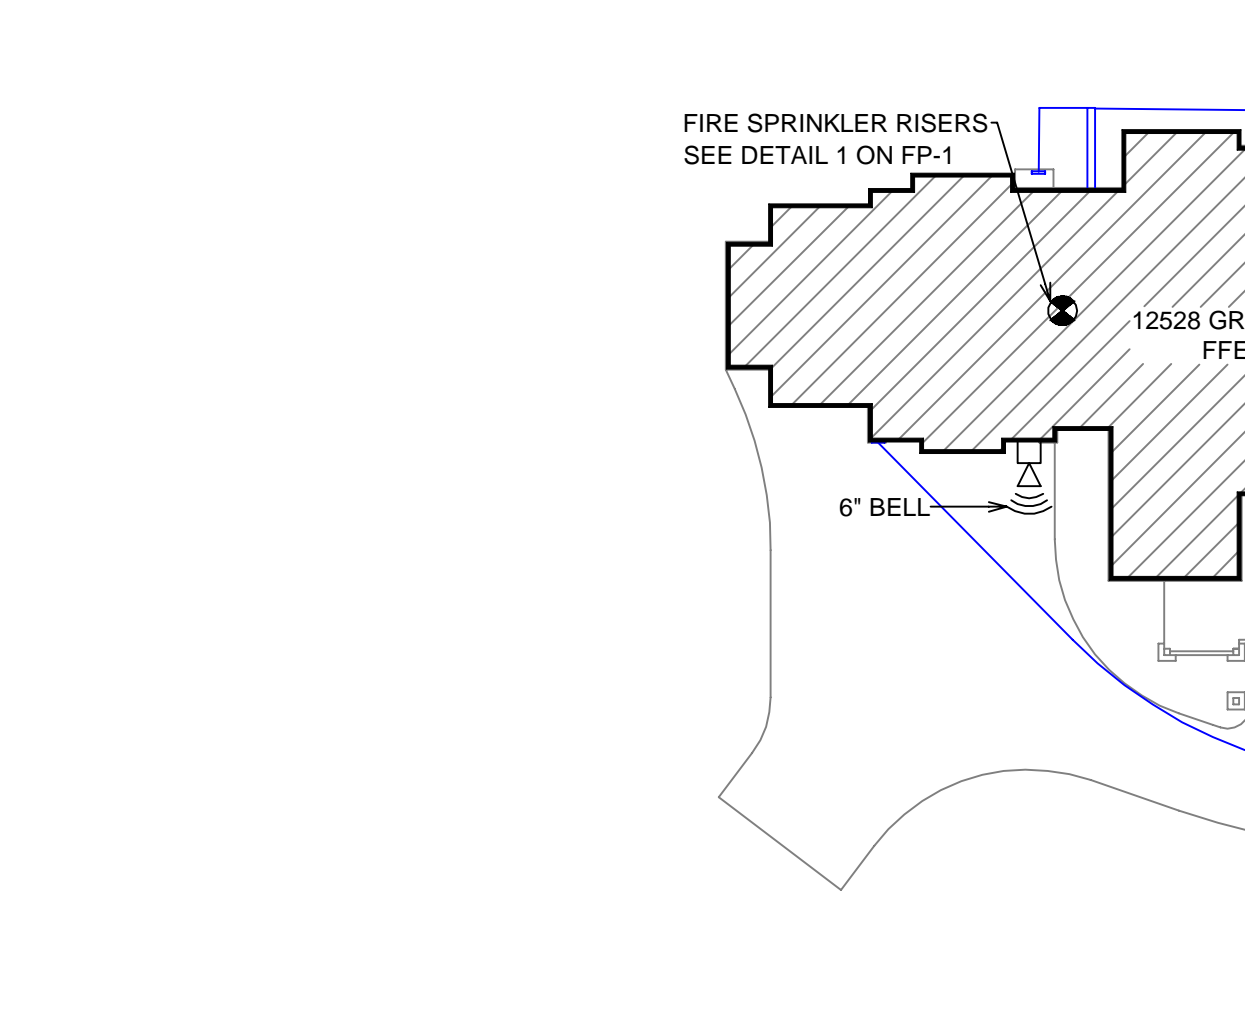 FIRE SPRINKLER RISERS
SEE DETAIL 1 ON FP-1
12528 GR
FFE
6" BELL